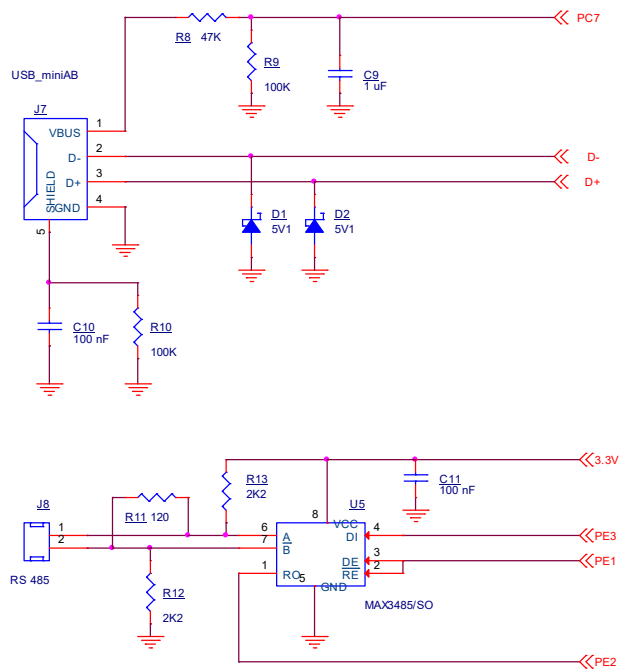 R8 47K
PC7
R9
100K
C9
1 uF
USB_miniAB
J7
VBUS 1
D- 2
D-
D+ 3
D+
GND 4
SHIELD
5
D1
5V1
D2
5V1
C10
100 nF
R10
100K
3.3V
R13
2K2
C11
100 nF
J8
R11 120
U5
8
VCC
1
6 A
DI 4
PE3
2
7 B
DE 3
PE1
RE 2
1 RO
5
GND
RS 485
R12
2K2
MAX3485/SO
PE2